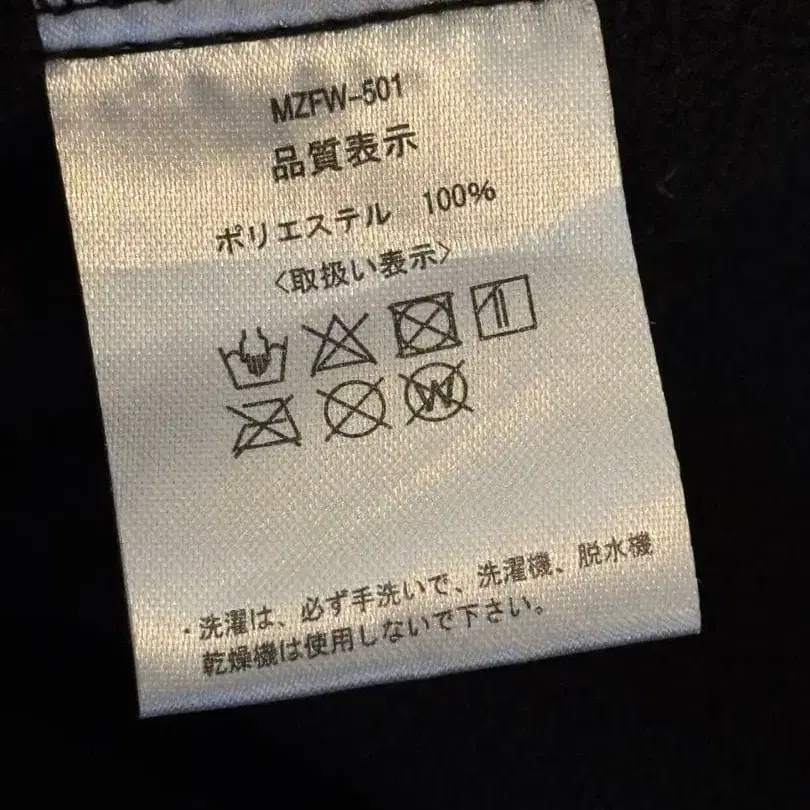 MZFW-501
品質表示
ポリエステル 100%
〈取扱い表示〉
W
・洗濯は、必ず手洗いで、洗濯機、脱水機
乾燥機は使用しないで下さい。